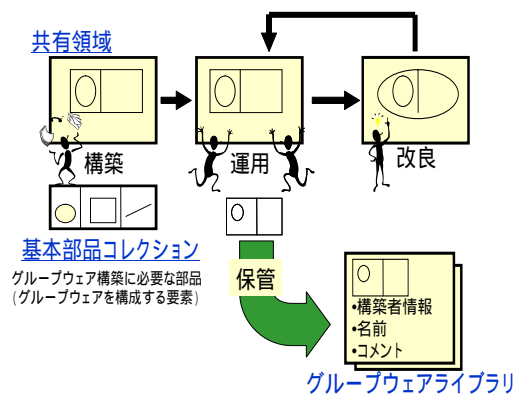 共有領域
構築
運用
改良
基本部品コレクション
グループウェア構築に必要な部品
(グループウェアを構成する要素)
保管
•構築者情報
•名前
•コメント
グループウェアライブラリ